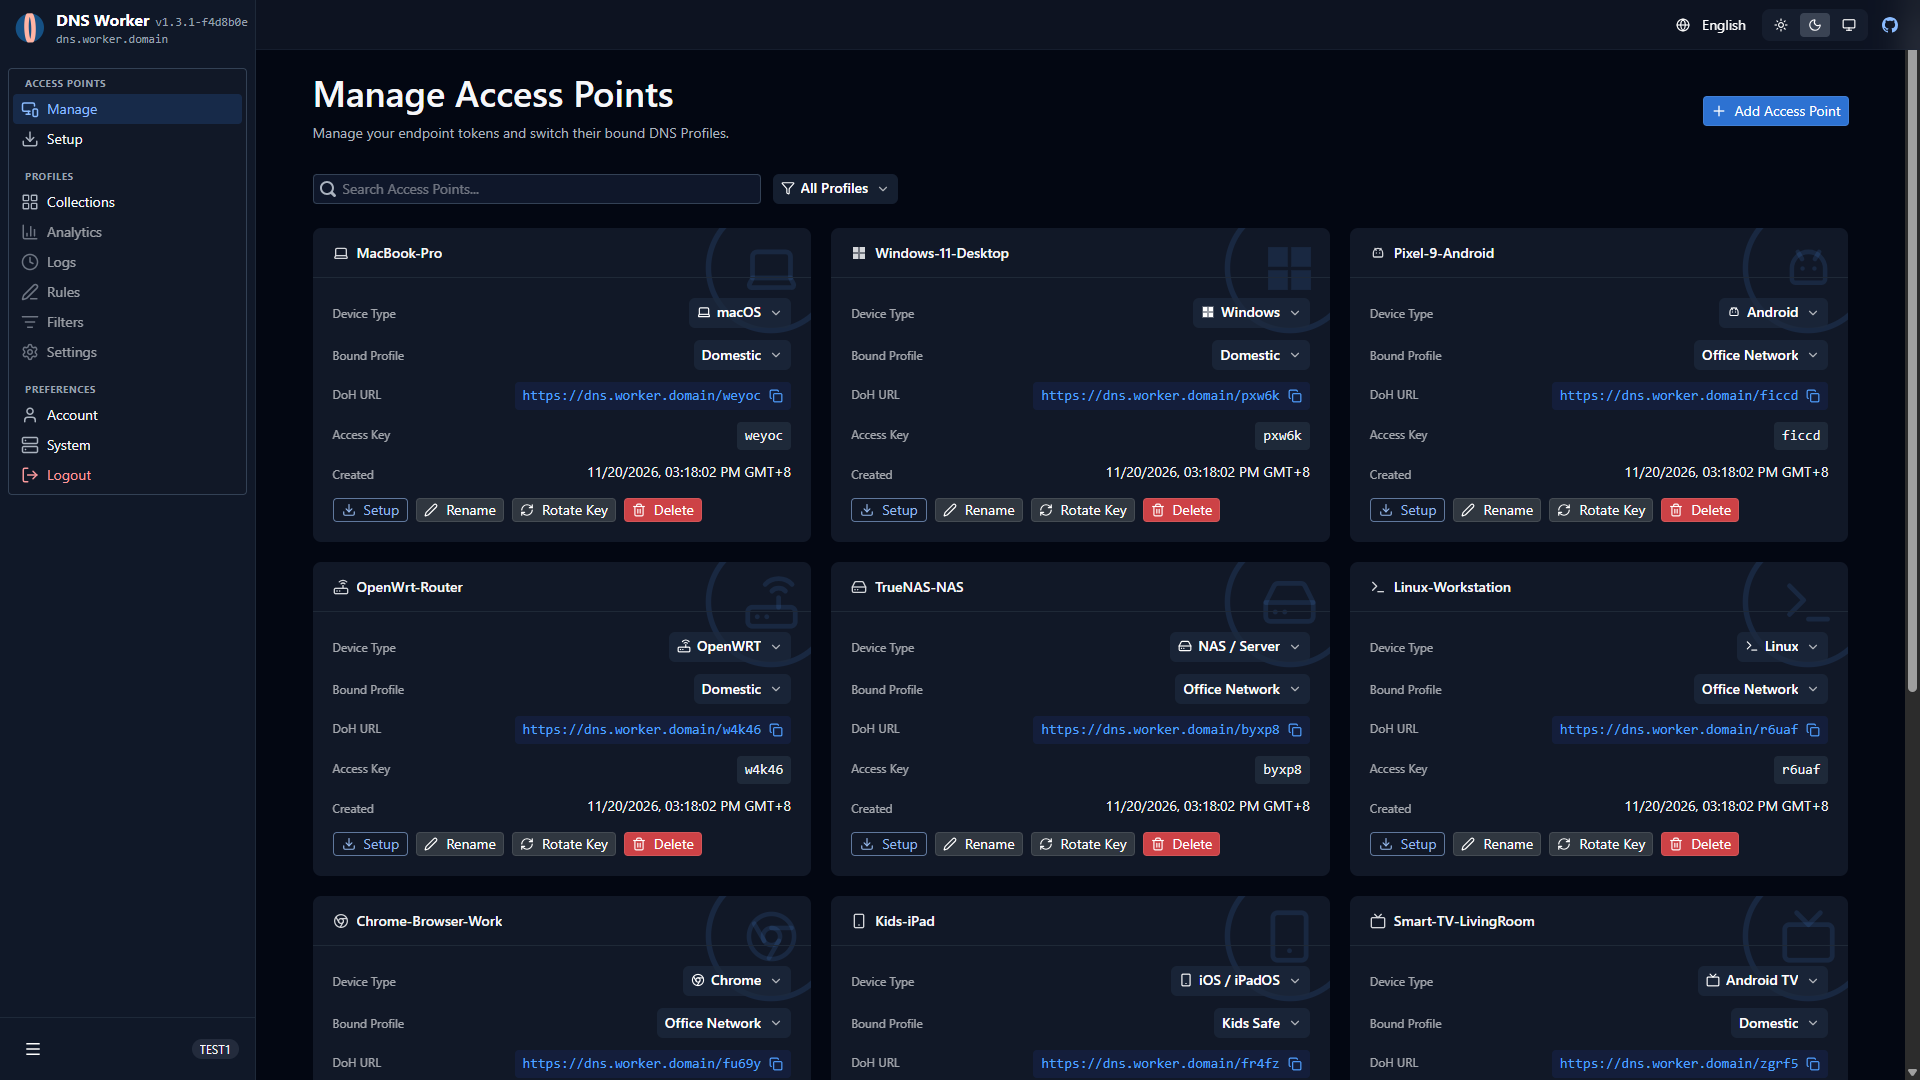 DNS Worker v1.3.1-f4d8b0e
dns.worker.domain
English
ACCESS POINTS
Manage
Setup
PROFILES
Collections
Analytics
Logs
Rules
Filters
Settings
PREFERENCES
Account
System
Logout
TEST1
Manage Access Points
Manage your endpoint tokens and switch their bound DNS Profiles.
Add Access Point
Search Access Points...
All Profiles
MacBook-Pro
Device Type macOS
Bound Profile Domestic
DoH URL https://dns.worker.domain/weyoc
Access Key weyoc
Created 11/20/2026, 03:18:02 PM GMT+8
Setup Rename Rotate Key Delete
Windows-11-Desktop
Device Type Windows
Bound Profile Domestic
DoH URL https://dns.worker.domain/pxw6k
Access Key pxw6k
Created 11/20/2026, 03:18:02 PM GMT+8
Setup Rename Rotate Key Delete
Pixel-9-Android
Device Type Android
Bound Profile Office Network
DoH URL https://dns.worker.domain/ficcd
Access Key ficcd
Created 11/20/2026, 03:18:02 PM GMT+8
Setup Rename Rotate Key Delete
OpenWrt-Router
Device Type OpenWRT
Bound Profile Domestic
DoH URL https://dns.worker.domain/w4k46
Access Key w4k46
Created 11/20/2026, 03:18:02 PM GMT+8
Setup Rename Rotate Key Delete
TrueNAS-NAS
Device Type NAS / Server
Bound Profile Office Network
DoH URL https://dns.worker.domain/byxp8
Access Key byxp8
Created 11/20/2026, 03:18:02 PM GMT+8
Setup Rename Rotate Key Delete
Linux-Workstation
Device Type Linux
Bound Profile Office Network
DoH URL https://dns.worker.domain/r6uaf
Access Key r6uaf
Created 11/20/2026, 03:18:02 PM GMT+8
Setup Rename Rotate Key Delete
Chrome-Browser-Work
Device Type Chrome
Bound Profile Office Network
DoH URL https://dns.worker.domain/fu69y
Kids-iPad
Device Type iOS / iPadOS
Bound Profile Kids Safe
DoH URL https://dns.worker.domain/fr4fz
Smart-TV-LivingRoom
Device Type Android TV
Bound Profile Domestic
DoH URL https://dns.worker.domain/zgrf5